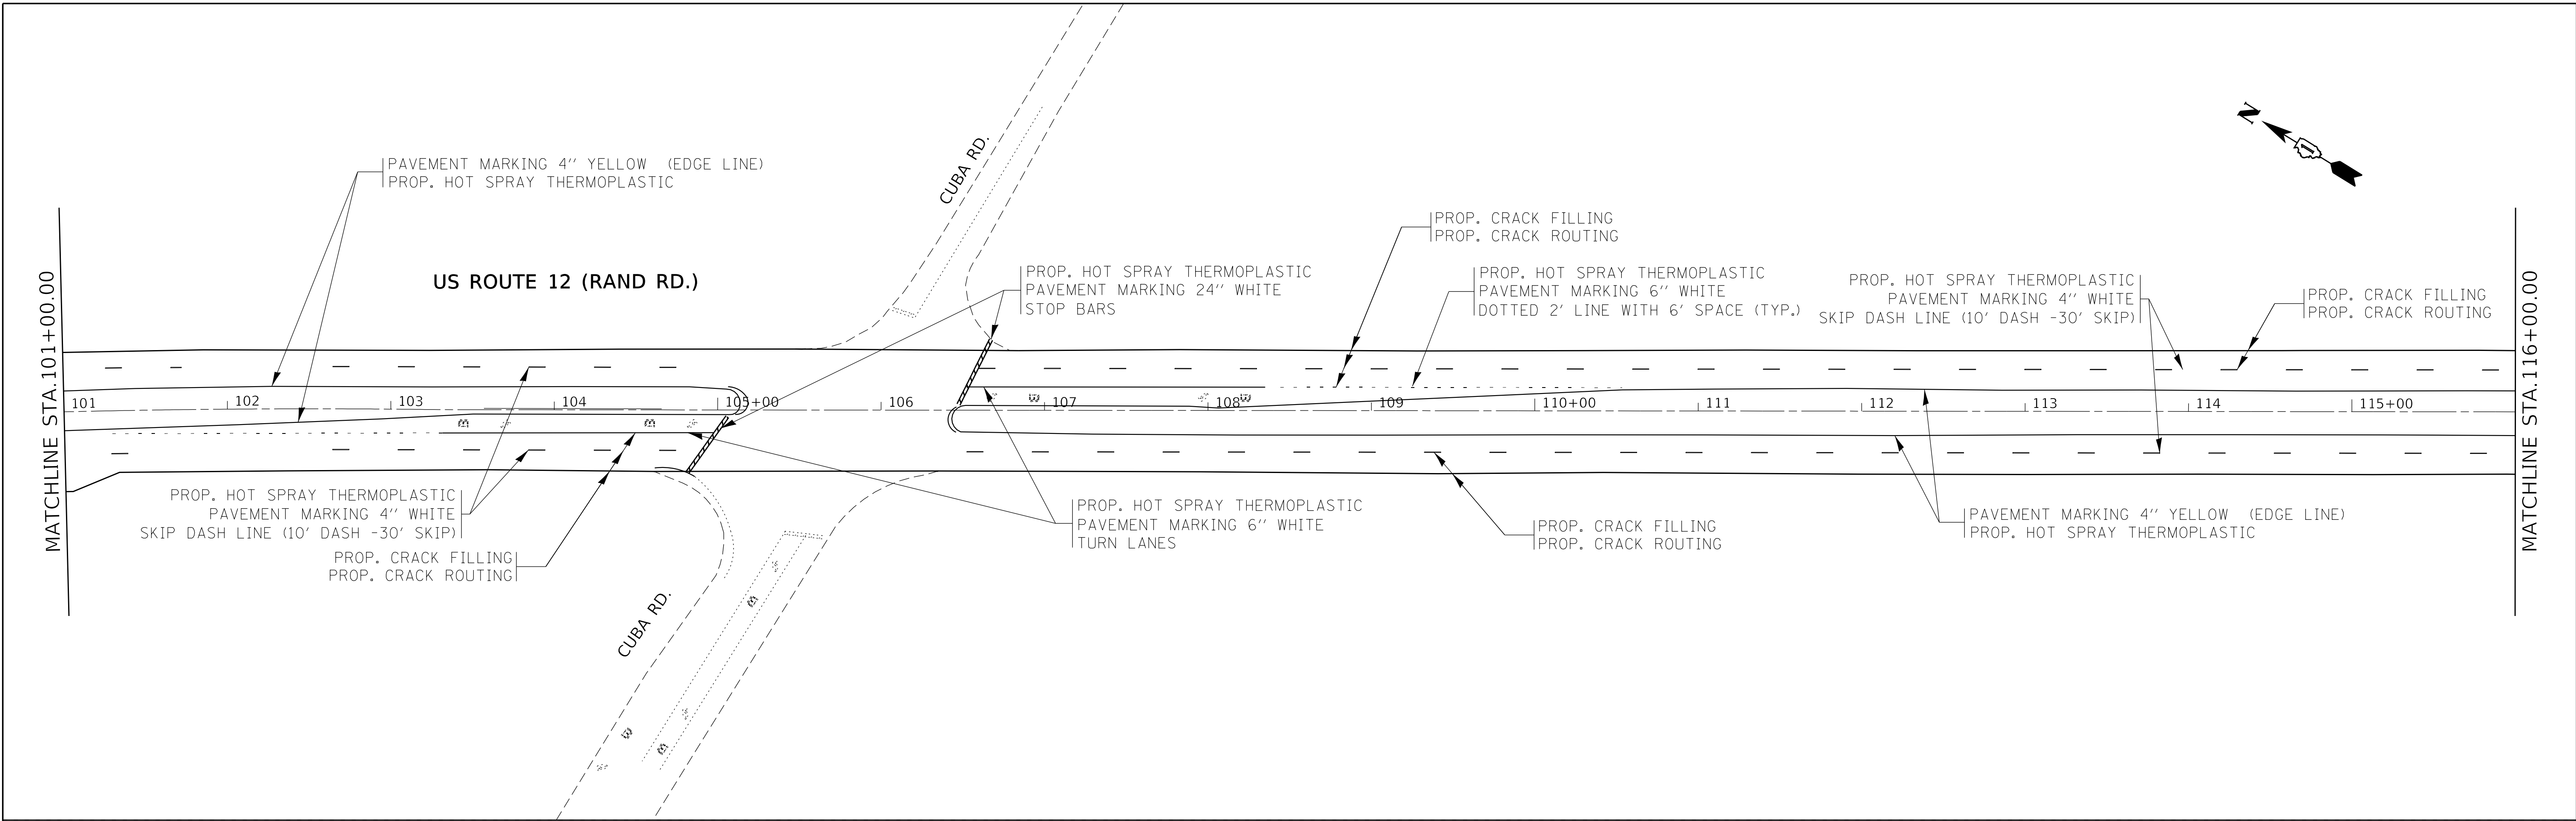 N
PAVEMENT MARKING 4" YELLOW (EDGE LINE)
PROP. HOT SPRAY THERMOPLASTIC
CUBA RD.
US ROUTE 12 (RAND RD.)
PROP. CRACK FILLING
PROP. CRACK ROUTING
PROP. HOT SPRAY THERMOPLASTIC
PAVEMENT MARKING 24" WHITE
STOP BARS
PROP. HOT SPRAY THERMOPLASTIC
PAVEMENT MARKING 6" WHITE
DOTTED 2' LINE WITH 6' SPACE (TYP.)
PROP. HOT SPRAY THERMOPLASTIC
PAVEMENT MARKING 4" WHITE
SKIP DASH LINE (10' DASH -30' SKIP)
PROP. CRACK FILLING
PROP. CRACK ROUTING
MATCHLINE STA.101+00.00
MATCHLINE STA.116+00.00
101 102 103 104 105+00 106 107 108 109 110+00 111 112 113 114 115+00
PROP. HOT SPRAY THERMOPLASTIC
PAVEMENT MARKING 4" WHITE
SKIP DASH LINE (10' DASH -30' SKIP)
PROP. CRACK FILLING
PROP. CRACK ROUTING
PROP. HOT SPRAY THERMOPLASTIC
PAVEMENT MARKING 6" WHITE
TURN LANES
PROP. CRACK FILLING
PROP. CRACK ROUTING
PAVEMENT MARKING 4" YELLOW (EDGE LINE)
PROP. HOT SPRAY THERMOPLASTIC
CUBA RD.